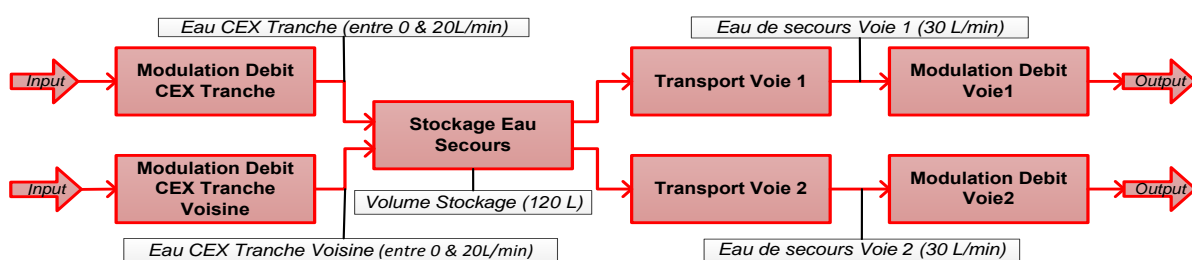 Eau CEX Tranche (entre 0 & 20L/min)
Eau de secours Voie 1 (30 L/min)
Input
Modulation Debit
CEX Tranche
Transport Voie 1
Modulation Debit
Voie1
Output
Stockage Eau
Secours
Input
Modulation Debit
CEX Tranche
Voisine
Transport Voie 2
Modulation Debit
Voie2
Output
Volume Stockage (120 L)
Eau CEX Tranche Voisine (entre 0 & 20L/min)
Eau de secours Voie 2 (30 L/min)